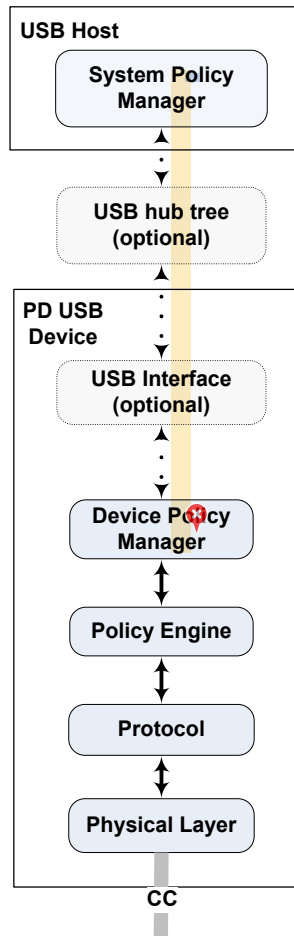 USB Host
System Policy
Manager
USB hub tree
(optional)
PD USB
Device
USB Interface
(optional)
Device Policy
Manager
Policy Engine
Protocol
Physical Layer
CC